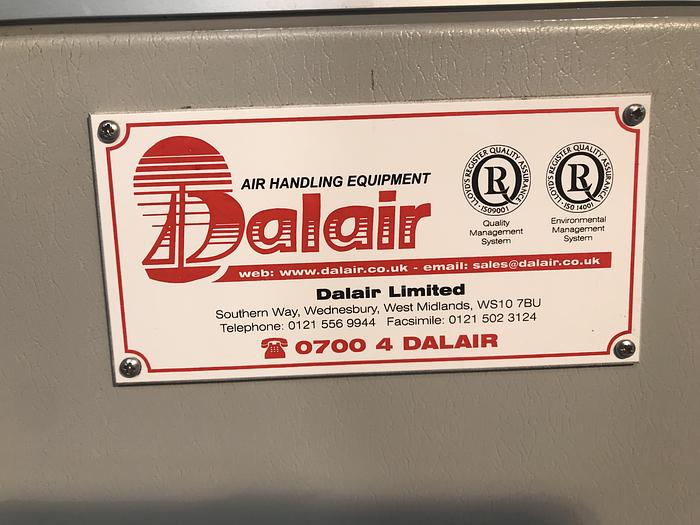 AIR HANDLING EQUIPMENT
Dalair
web: www.dalair.co.uk - email: sales@dalair.co.uk
LLOYD'S REGISTER QUALITY ASSURANCE
LRQA
· ISO9001 ·
Quality
Management
System
LLOYD'S REGISTER QUALITY ASSURANCE
LRQA
· ISO 14001 ·
Environmental
Management
System
Dalair Limited
Southern Way, Wednesbury, West Midlands, WS10 7BU
Telephone: 0121 556 9944 Facsimile: 0121 502 3124
0700 4 DALAIR